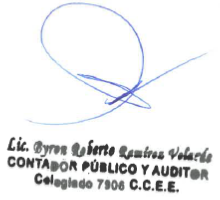 Lic. Byron Roberto Ramírez Velarde
CONTADOR PÚBLICO Y AUDITOR
Colegiado 7906 C.C.E.E.